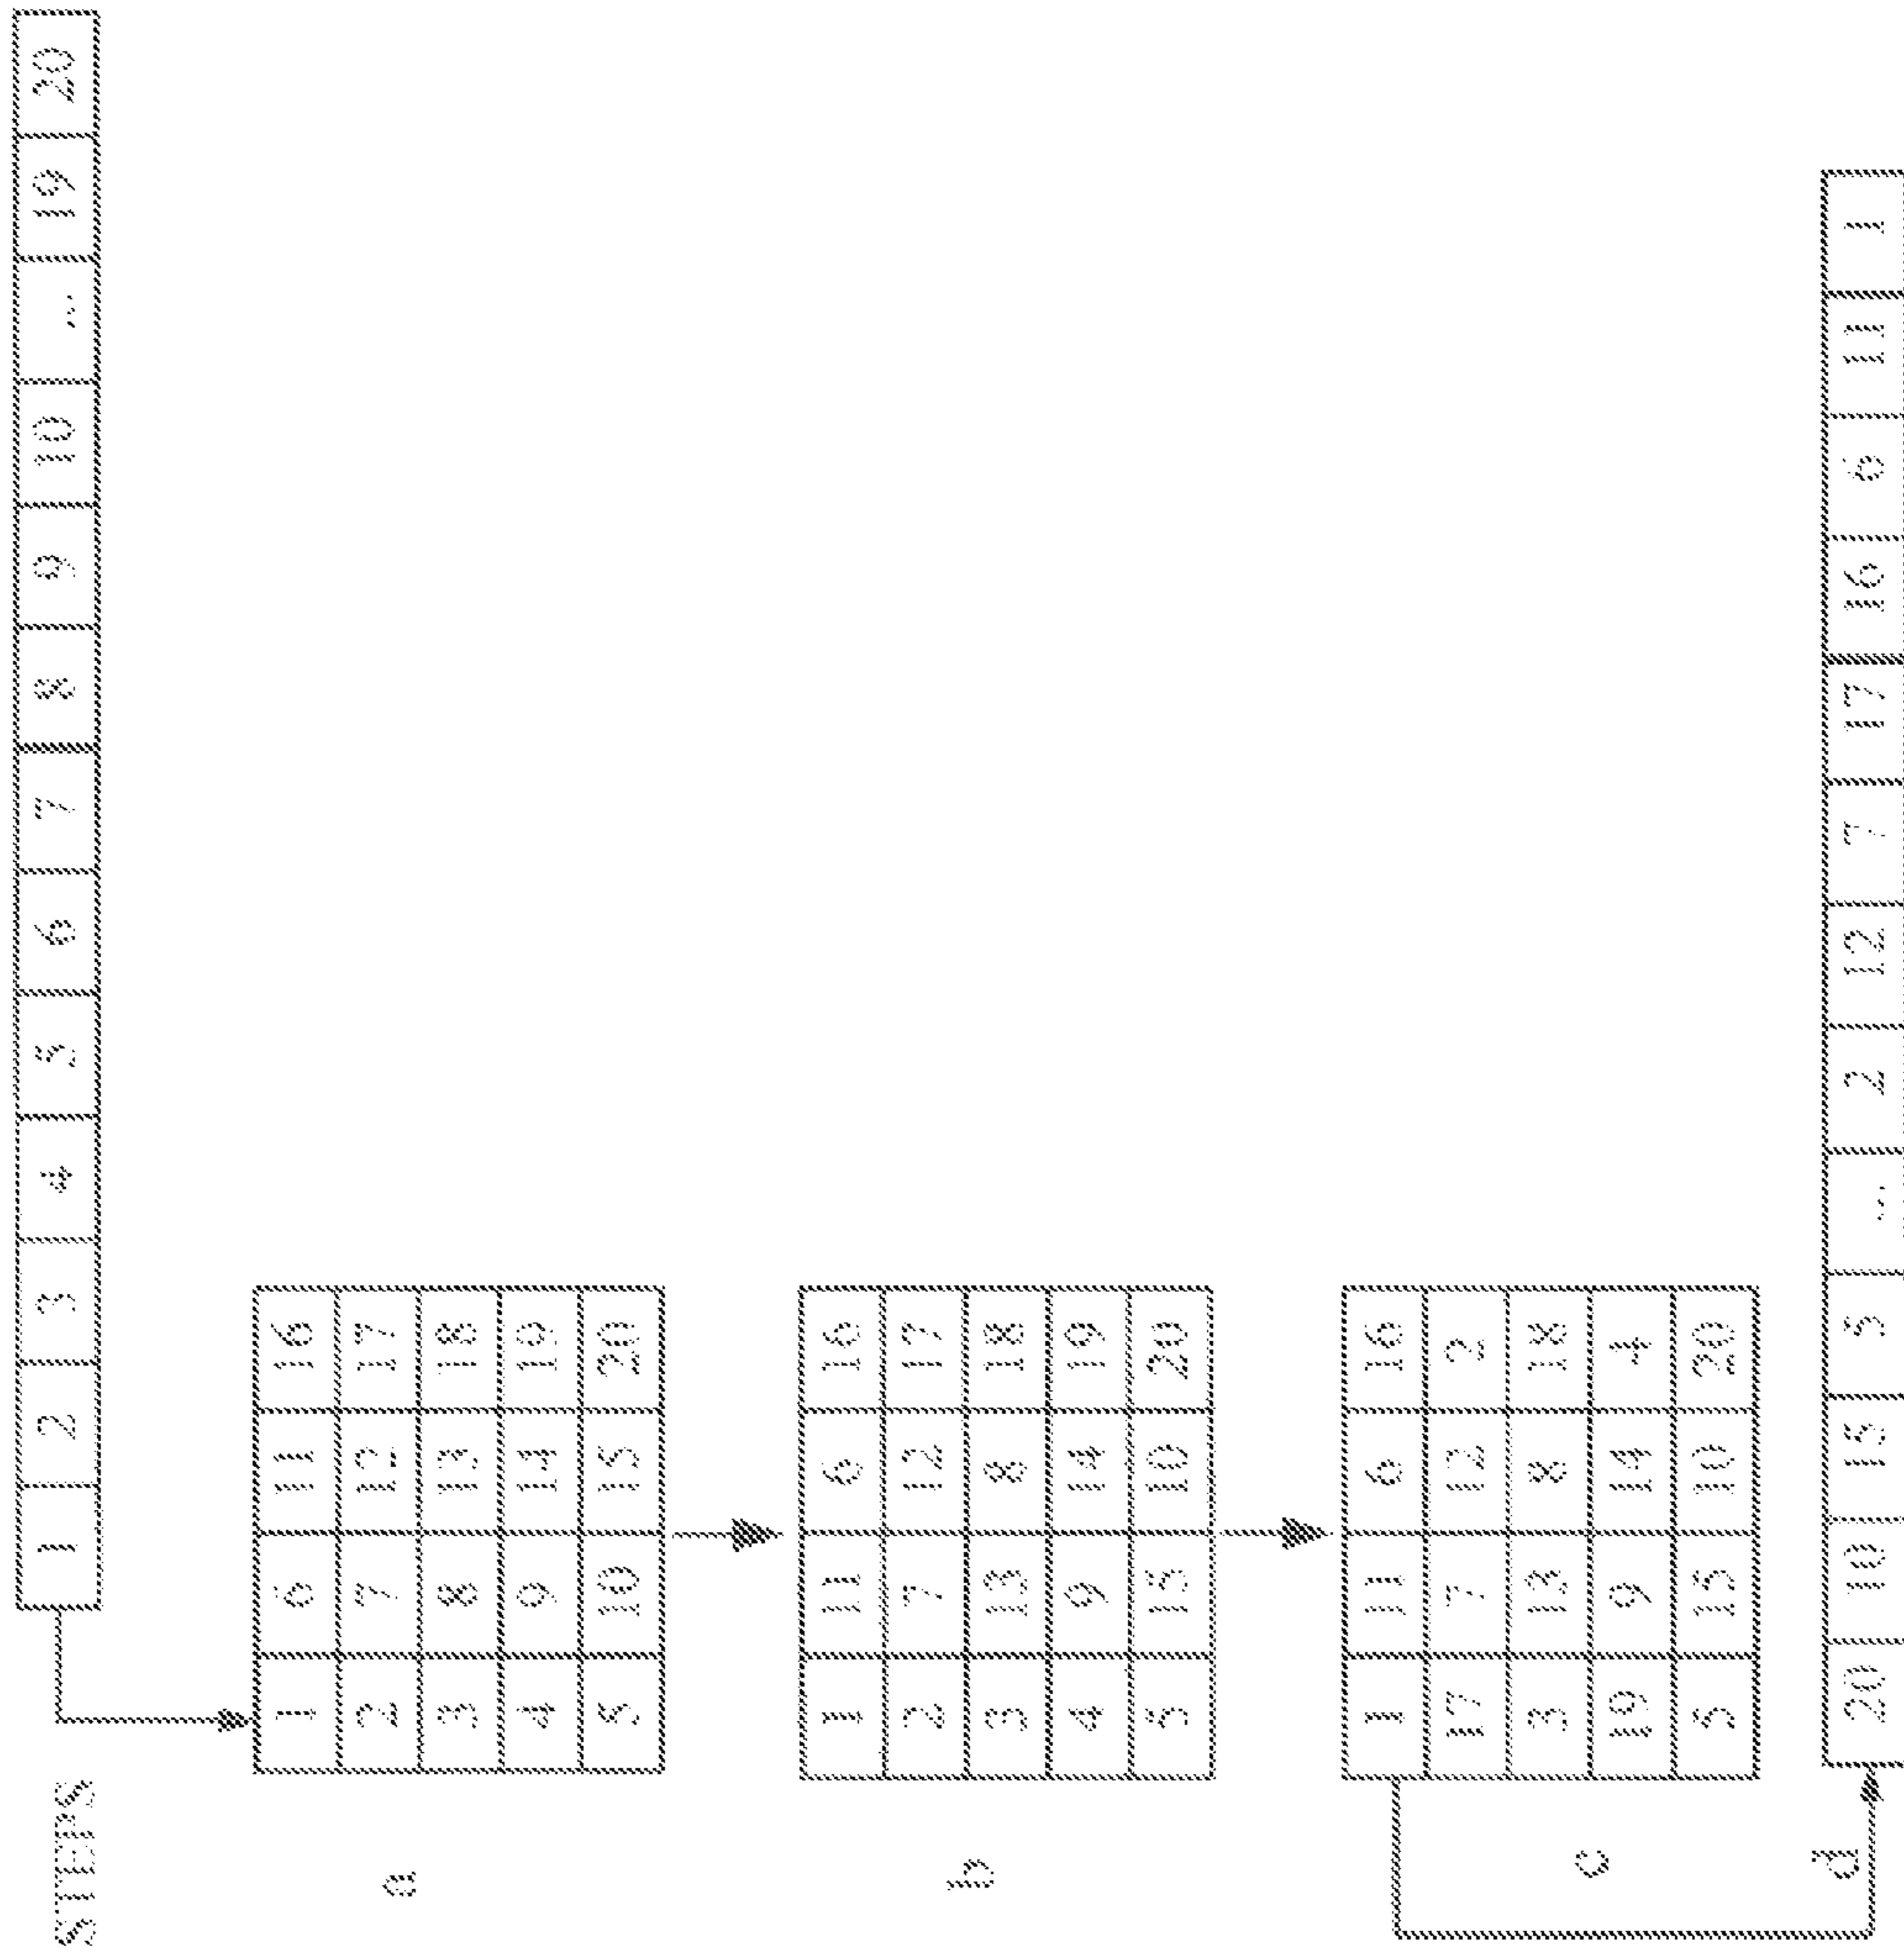 STEPS 1 2 3 4 5 6 7 8 9 10 ... 19 20
a
1 6 11 16
2 7 12 17
3 8 13 18
4 9 14 19
5 10 15 20
b
1 11 6 16
2 7 12 17
3 13 8 18
4 9 14 19
5 15 10 20
c
1 11 6 16
17 7 12 2
3 13 8 18
19 9 14 4
5 15 10 20
d
20 10 15 5 ... 2 12 7 17 16 6 11 1